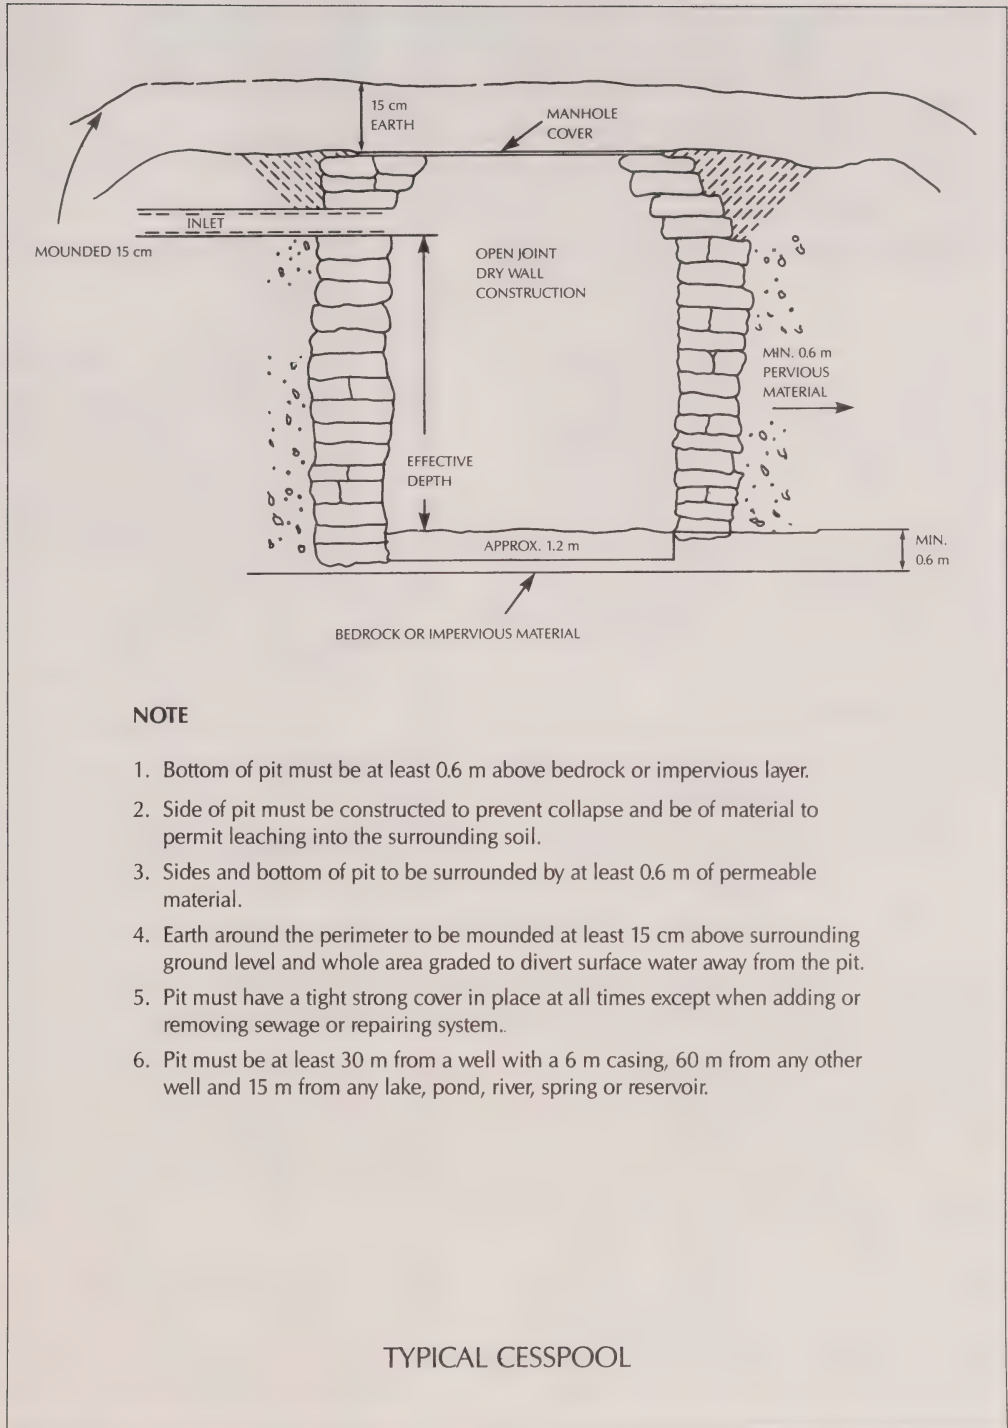 15 cm
EARTH
MANHOLE
COVER
INLET
MOUNDED 15 cm
OPEN JOINT
DRY WALL
CONSTRUCTION
MIN. 0.6 m
PERVIOUS
MATERIAL
EFFECTIVE
DEPTH
APPROX. 1.2 m
MIN.
0.6 m
BEDROCK OR IMPERVIOUS MATERIAL
NOTE
1. Bottom of pit must be at least 0.6 m above bedrock or impervious layer.
2. Side of pit must be constructed to prevent collapse and be of material to
permit leaching into the surrounding soil.
3. Sides and bottom of pit to be surrounded by at least 0.6 m of permeable
material.
4. Earth around the perimeter to be mounded at least 15 cm above surrounding
ground level and whole area graded to divert surface water away from the pit.
5. Pit must have a tight strong cover in place at all times except when adding or
removing sewage or repairing system..
6. Pit must be at least 30 m from a well with a 6 m casing, 60 m from any other
well and 15 m from any lake, pond, river, spring or reservoir.
TYPICAL CESSPOOL